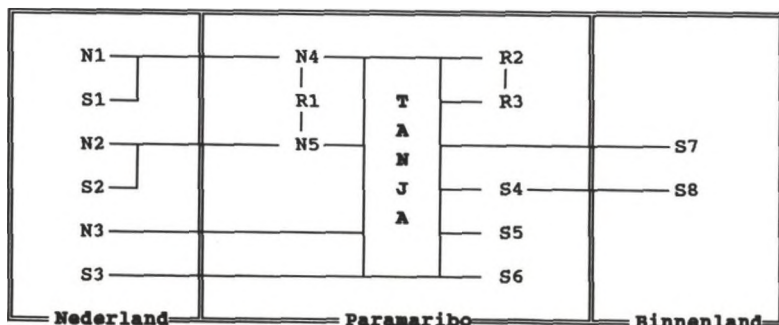 N1 N4 R2
S1 R1 T R3
A
N2 N5 N S7
S2 J S4 S8
A
N3 S5
S3 S6
Nederland Paramaribo Binnenland